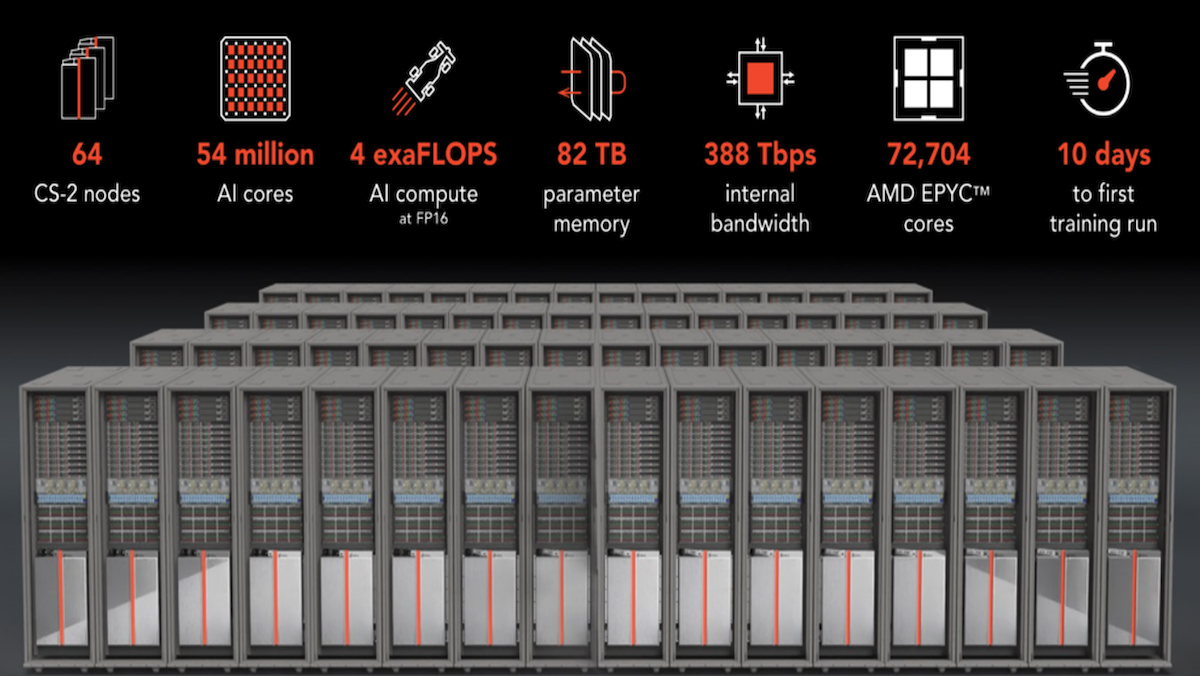 64
CS-2 nodes
54 million
AI cores
4 exaFLOPS
AI compute
at FP16
82 TB
parameter
memory
388 Tbps
internal
bandwidth
72,704
AMD EPYC™
cores
10 days
to first
training run